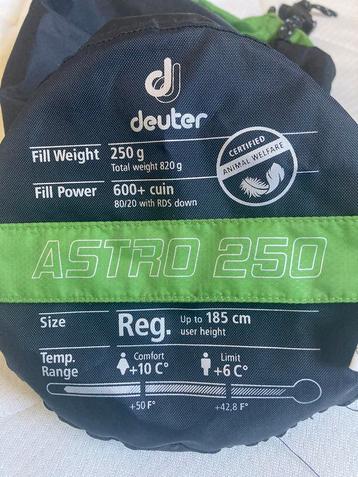 deuter
Fill Weight 250 g
Total weight 820 g
CERTIFIED
ANIMAL WELFARE
Fill Power 600+ cuin
80/20 with RDS down
ASTRO 250
Size Reg. Up to 185 cm
user height
Temp. Comfort Limit
Range +10 C° +6 C°
+50 F° +42,8 F°